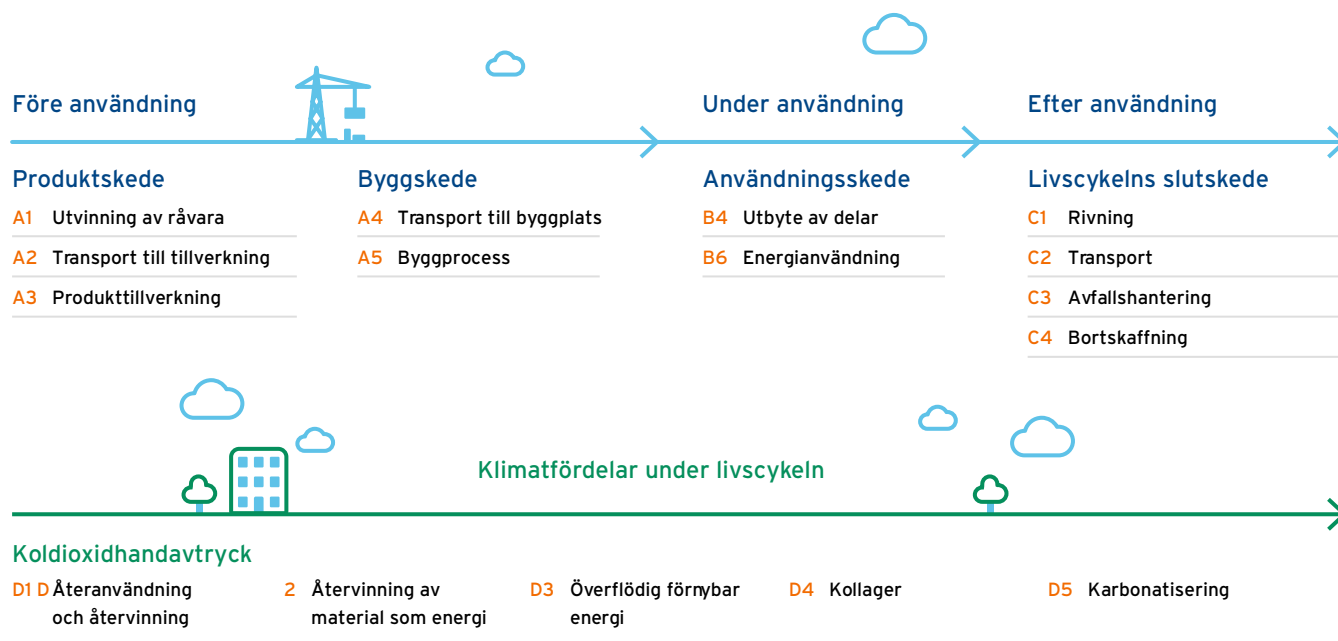 Före användning
Under användning
Efter användning
Produktskede
Byggskede
Användningsskede
Livscykelns slutskede
A1 Utvinning av råvara
A4 Transport till byggplats
B4 Utbyte av delar
C1 Rivning
A2 Transport till tillverkning
A5 Byggprocess
B6 Energianvändning
C2 Transport
A3 Produkttillverkning
C3 Avfallshantering
C4 Bortskaffning
Klimatfördelar under livscykeln
Koldioxidhandavtryck
D1 D Återanvändning
och återvinning
2 Återvinning av
material som energi
D3 Överflödig förnybar
energi
D4 Kollager
D5 Karbonatisering